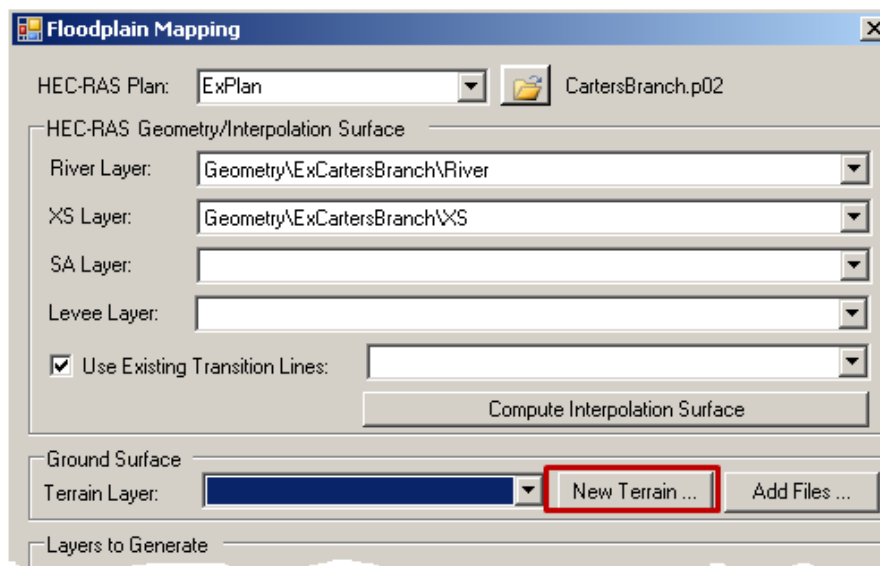 Floodplain Mapping
HEC-RAS Plan: ExPlan CartersBranch.p02
HEC-RAS Geometry/Interpolation Surface
River Layer: Geometry\ExCartersBranch\River
XS Layer: Geometry\ExCartersBranch\XS
SA Layer:
Levee Layer:
Use Existing Transition Lines:
Compute Interpolation Surface
Ground Surface
Terrain Layer: New Terrain ... Add Files ...
Layers to Generate